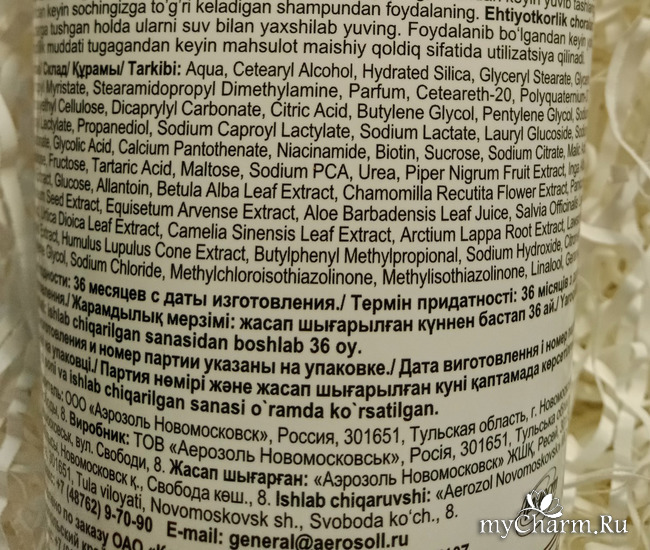 keyin sochingizga to'g'ri keladigan shampundan foydalaning. Ehtiyotkorlik
tushgan holda ularni suv bilan yaxshilab yuving. Foydalanib bo'lgandan keyin
muddati tugagandan keyin mahsulot maishiy qoldiq sifatida utilizatsiya qilinadi.
Склад/ Құрамы/ Tarkibi: Aqua, Cetearyl Alcohol, Hydrated Silica, Glyceryl Stearate,
Myristate, Stearamidopropyl Dimethylamine, Parfum, Ceteareth-20,
Cellulose, Dicaprylyl Carbonate, Citric Acid, Butylene Glycol, Pentylene Glycol,
Lactylate, Propanediol, Sodium Caproyl Lactylate, Sodium Lactate, Lauryl Glucoside,
Glycolic Acid, Calcium Pantothenate, Niacinamide, Biotin, Sucrose, Sodium Citrate,
Fructose, Tartaric Acid, Maltose, Sodium PCA, Urea, Piper Nigrum Fruit Extract, Inga
Glucose, Allantoin, Betula Alba Leaf Extract, Chamomilla Recutita Flower Extract,
Seed Extract, Equisetum Arvense Extract, Aloe Barbadensis Leaf Juice, Salvia
Dioica Leaf Extract, Camelia Sinensis Leaf Extract, Arctium Lappa Root Extract,
Extract, Humulus Lupulus Cone Extract, Butylphenyl Methylpropional, Sodium Hydroxide,
Glycol, Sodium Chloride, Methylchloroisothiazolinone, Methylisothiazolinone, Linalool,
36 месяцев с даты изготовления./ Термін придатності: 36 місяців з
Жарамдылық мерзімі: жасап шығарылған күннен бастап 36 ай./
ishlab chiqarilgan sanasidan boshlab 36 oy.
и номер партии указаны на упаковке./ Дата виготовлення і номер
упаковці./ Партия нөмірі және жасап шығарылған күні қаптамада
va ishlab chiqarilgan sanasi o`ramda ko`rsatilgan.
ООО «Аэрозоль Новомосковск», Россия, 301651, Тульская область, г.
8. Виробник: ТОВ «Аерозоль Новомосковськ», Росія, 301651, Тульська
вул. Свободи, 8. Жасап шығарған: «Аэрозоль Новомосковск» ЖШҚ,
Новомосковск қ., Свобода көш., 8. Ishlab chiqaruvshi: «Aerozol
301651, Tula viloyati, Novomoskovsk sh., Svoboda ko'ch., 8.
+7 (48762) 9-70-90 E-mail: general@aerosoll.ru
по заказу ОАО
myCharm.Ru